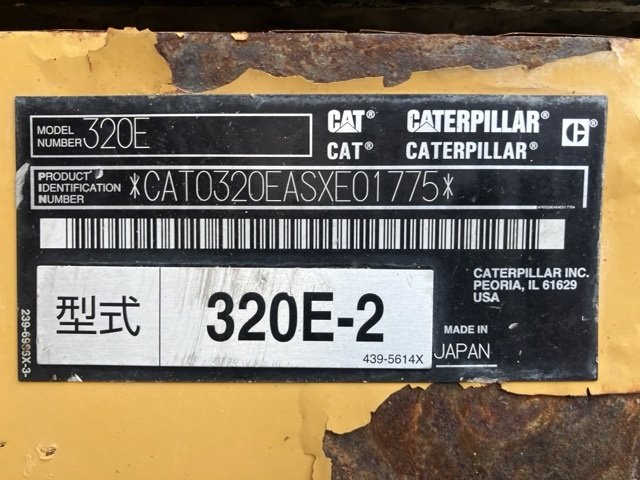 MODEL NUMBER 320E
CAT® CATERPILLAR® C
CAT® CATERPILLAR®
PRODUCT IDENTIFICATION NUMBER *CAT0320EASXE01775*
CATERPILLAR INC.
PEORIA, IL 61629
USA
型式 320E-2
439-5614X
MADE IN
JAPAN